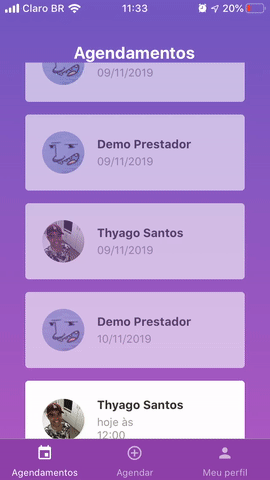 Claro BR 11:33 20%
Agendamentos
09/11/2019
Demo Prestador
09/11/2019
Thyago Santos
09/11/2019
Demo Prestador
10/11/2019
Thyago Santos
hoje às
12:00
Agendamentos Agendar Meu perfil